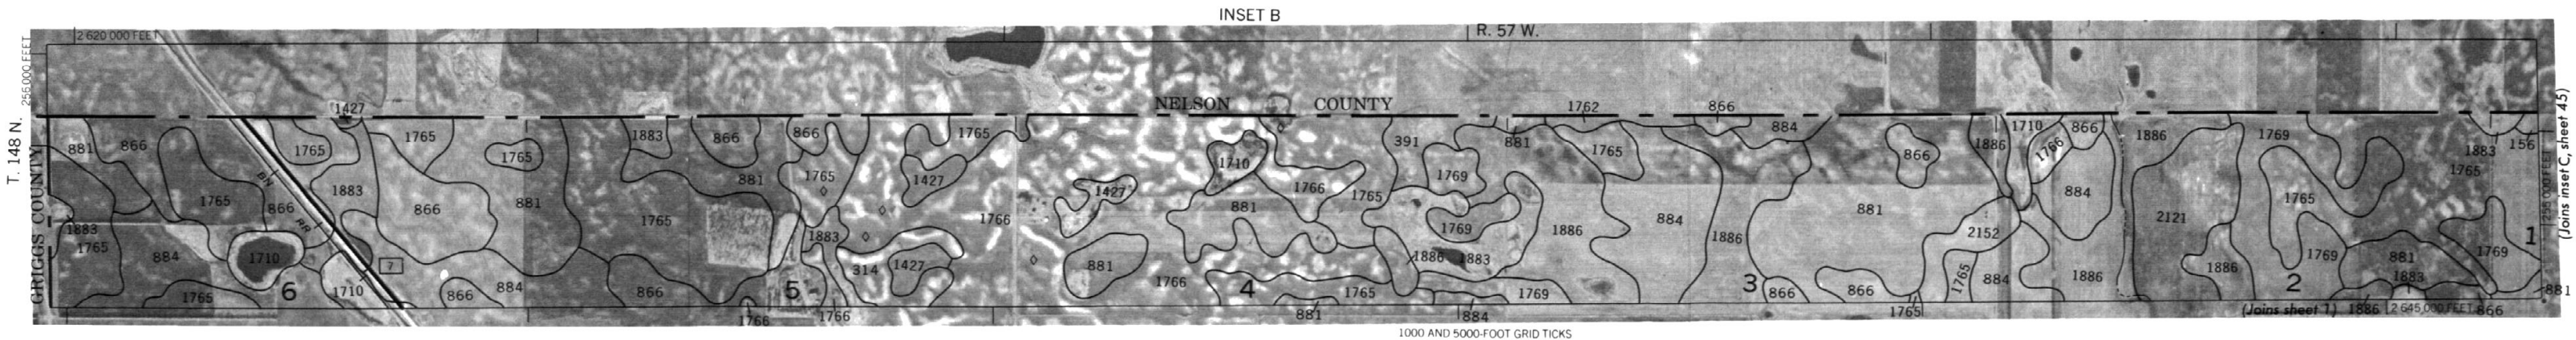 INSET B
2 620 000 FEET
R. 57 W.
256 000 FEET
T. 148 N.
GRIGGS COUNTY
NELSON COUNTY
(Joins inset C, sheet 45)
256 000 FEET
1427 1762 866
881 866 1765 1765 1765 1883 866 866 1765 391 881 1765 884 866 1886 1710 1766 866 1886 1769 1883 156
1765 866 1883 866 881 1765 881 1765 1427 1766 1427 1710 1766 1765 1769 884 881 884 2121 1765 1765
BN RR
881 1769 1886 1886 2152
1883 1765 884 1710 7 1883 314 1427 881 1766 1886 1883 1765 884 1886 1886 1769 881 1883 1769 1
1765 6 1710 866 884 866 5 4 1765 1769 3 866 866 2 881
1766 1766 881 884 1765 (Joins sheet 1) 1886 2 645 000 FEET 866
1000 AND 5000-FOOT GRID TICKS